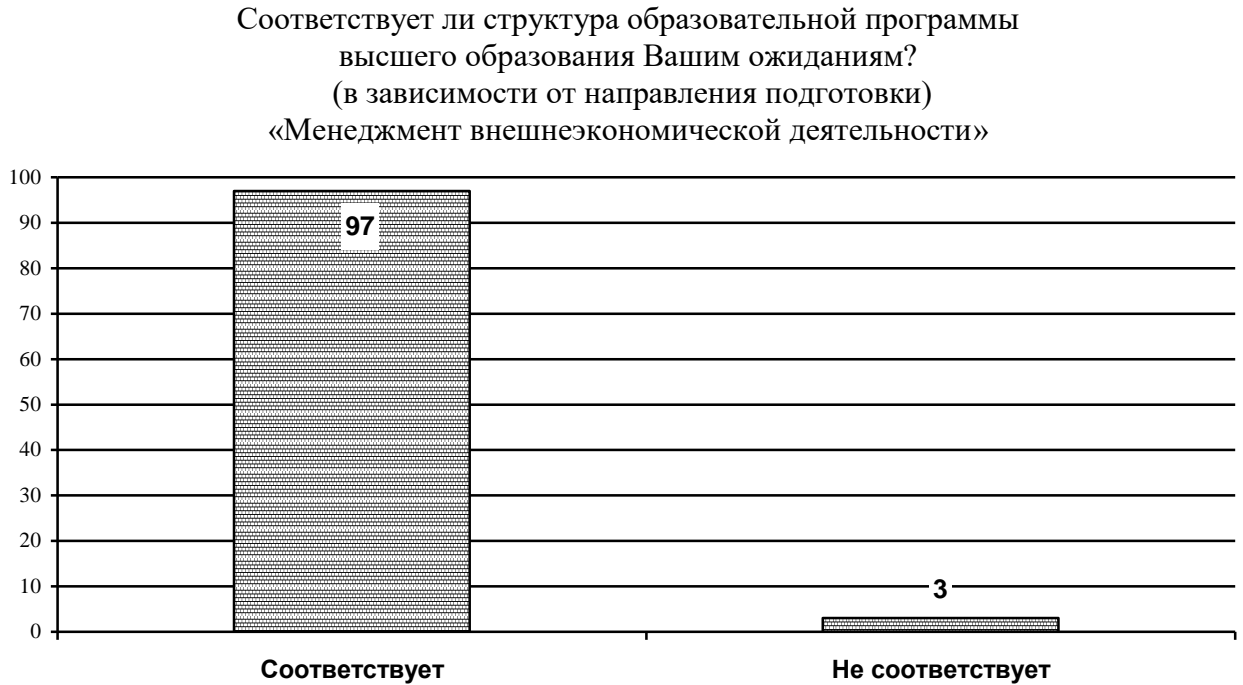 Соответствует ли структура образовательной программы
высшего образования Вашим ожиданиям?
(в зависимости от направления подготовки)
«Менеджмент внешнеэкономической деятельности»
100
90
80
70
60
50
40
30
20
10
0
97
3
Соответствует
Не соответствует